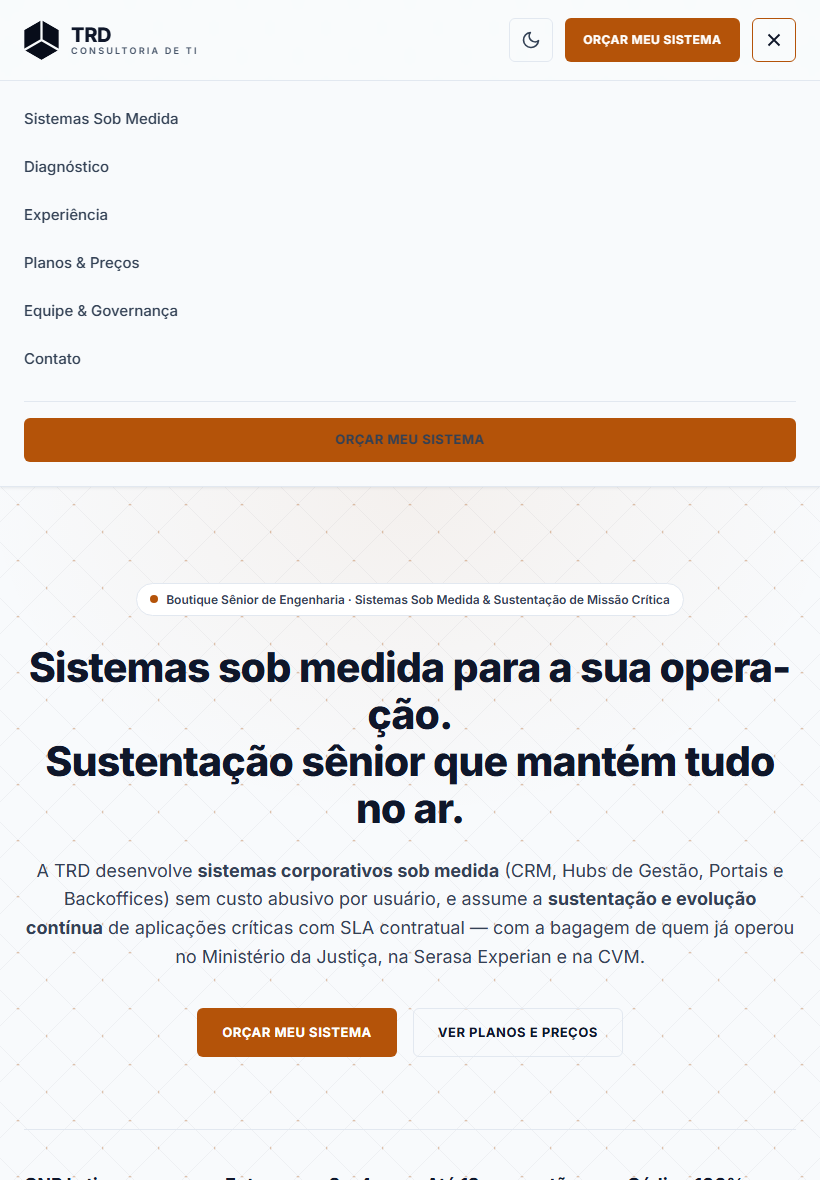 TRD
CONSULTORIA DE TI
ORÇAR MEU SISTEMA
Sistemas Sob Medida
Diagnóstico
Experiência
Planos & Preços
Equipe & Governança
Contato
ORÇAR MEU SISTEMA
Boutique Sênior de Engenharia · Sistemas Sob Medida & Sustentação de Missão Crítica
Sistemas sob medida para a sua opera-
ção.
Sustentação sênior que mantém tudo
no ar.
A TRD desenvolve sistemas corporativos sob medida (CRM, Hubs de Gestão, Portais e
Backoffices) sem custo abusivo por usuário, e assume a sustentação e evolução
contínua de aplicações críticas com SLA contratual — com a bagagem de quem já operou
no Ministério da Justiça, na Serasa Experian e na CVM.
ORÇAR MEU SISTEMA
VER PLANOS E PREÇOS